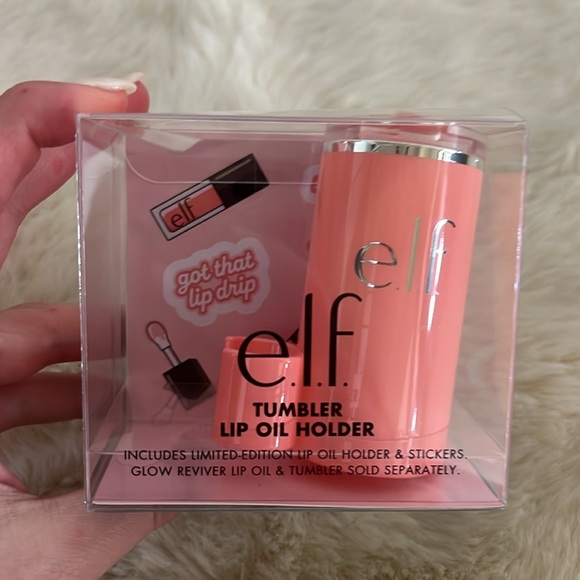 elf
got that
lip drip
e.l.f
e.l.f.
TUMBLER
LIP OIL HOLDER
INCLUDES LIMITED-EDITION LIP OIL HOLDER & STICKERS.
GLOW REVIVER LIP OIL & TUMBLER SOLD SEPARATELY.